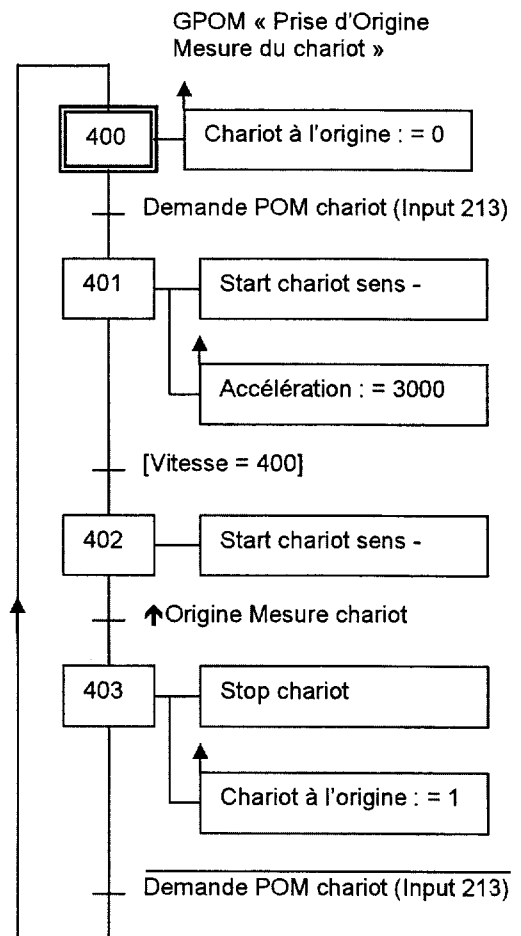 GPOM « Prise d'Origine
Mesure du chariot »
400
Chariot à l'origine : = 0
Demande POM chariot (Input 213)
401
Start chariot sens -
Accélération : = 3000
[Vitesse = 400]
402
Start chariot sens -
↑Origine Mesure chariot
403
Stop chariot
Chariot à l'origine : = 1
Demande POM chariot (Input 213)